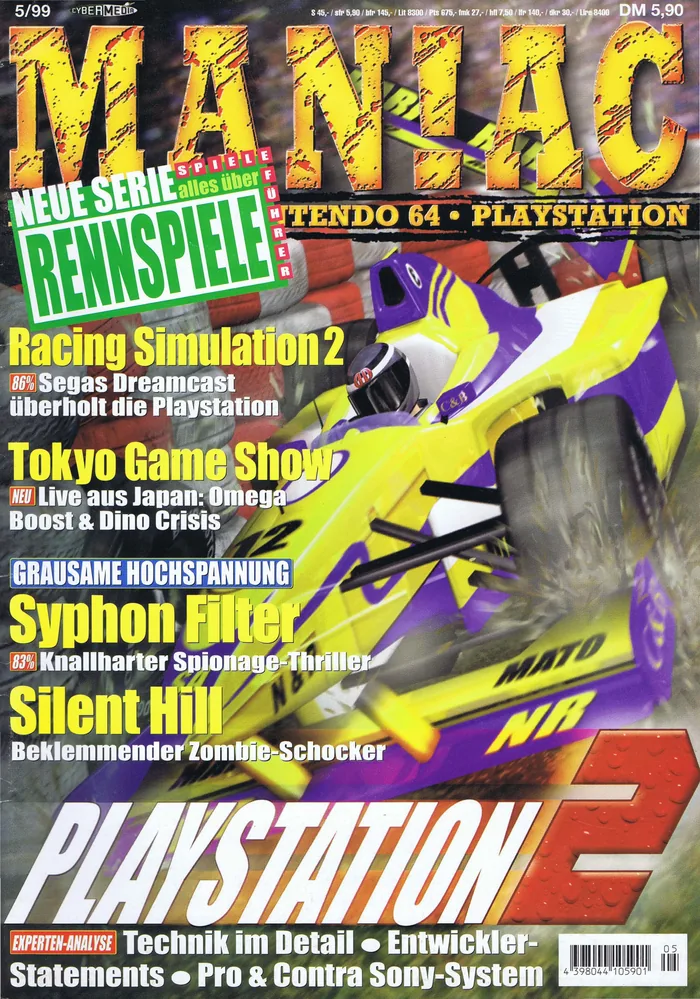 5/99 CYBERMEDIA S 45,- / sfr 5,90 / bfr 145,- / Lit 8300 / Pts 675,- fmk 27,- / hfl 7,50 / lfr 140,- / dkr 30,- / Lire 8400 DM 5,90
MAN!AC
NTENDO 64 • PLAYSTATION
SPIELE
FÜHRER
NEUE SERIE alles über
RENNSPIELE
Racing Simulation 2
86% Segas Dreamcast
überholt die Playstation
Tokyo Game Show
NEU Live aus Japan: Omega
Boost & Dino Crisis
GRAUSAME HOCHSPANNUNG
Syphon Filter
83% Knallharter Spionage-Thriller
Silent Hill
Beklemmender Zombie-Schocker
C&B
MATO
NR
PLAYSTATION 2
EXPERTEN-ANALYSE Technik im Detail • Entwickler-
Statements • Pro & Contra Sony-System
05
4 398044 105901